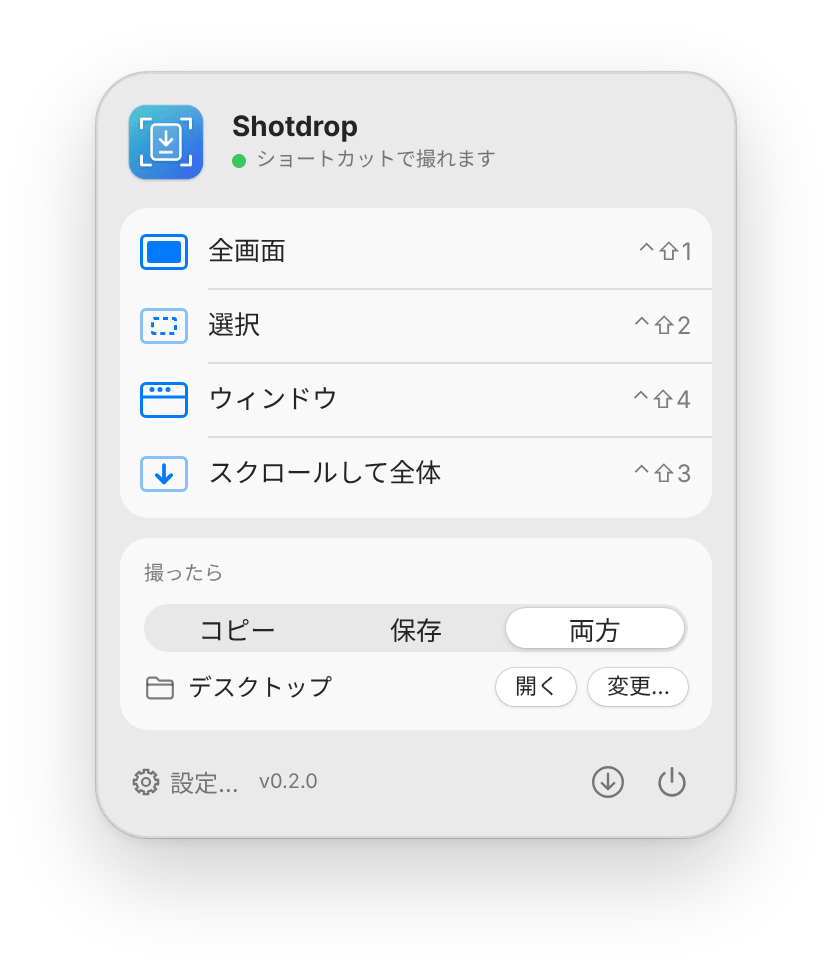 Shotdrop
ショートカットで撮れます
全画面 ^⇧1
選択 ^⇧2
ウィンドウ ^⇧4
スクロールして全体 ^⇧3
撮ったら
コピー 保存 両方
デスクトップ 開く 変更...
設定... v0.2.0